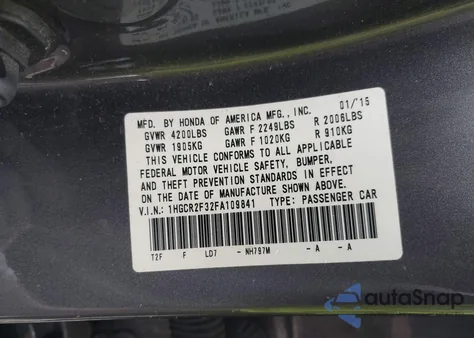 MFD. BY HONDA OF AMERICA MFG., INC. 01/'15
GVWR 4200LBS GAWR F 2249LBS R 2006LBS
GVWR 1905KG GAWR F 1020KG R 910KG
THIS VEHICLE CONFORMS TO ALL APPLICABLE
FEDERAL MOTOR VEHICLE SAFETY, BUMPER,
AND THEFT PREVENTION STANDARDS IN EFFECT
ON THE DATE OF MANUFACTURE SHOWN ABOVE.
V.I.N.: 1HGCR2F32FA109841 TYPE: PASSENGER CAR
T2F F LD7 - NH797M - A - A
autoSnap